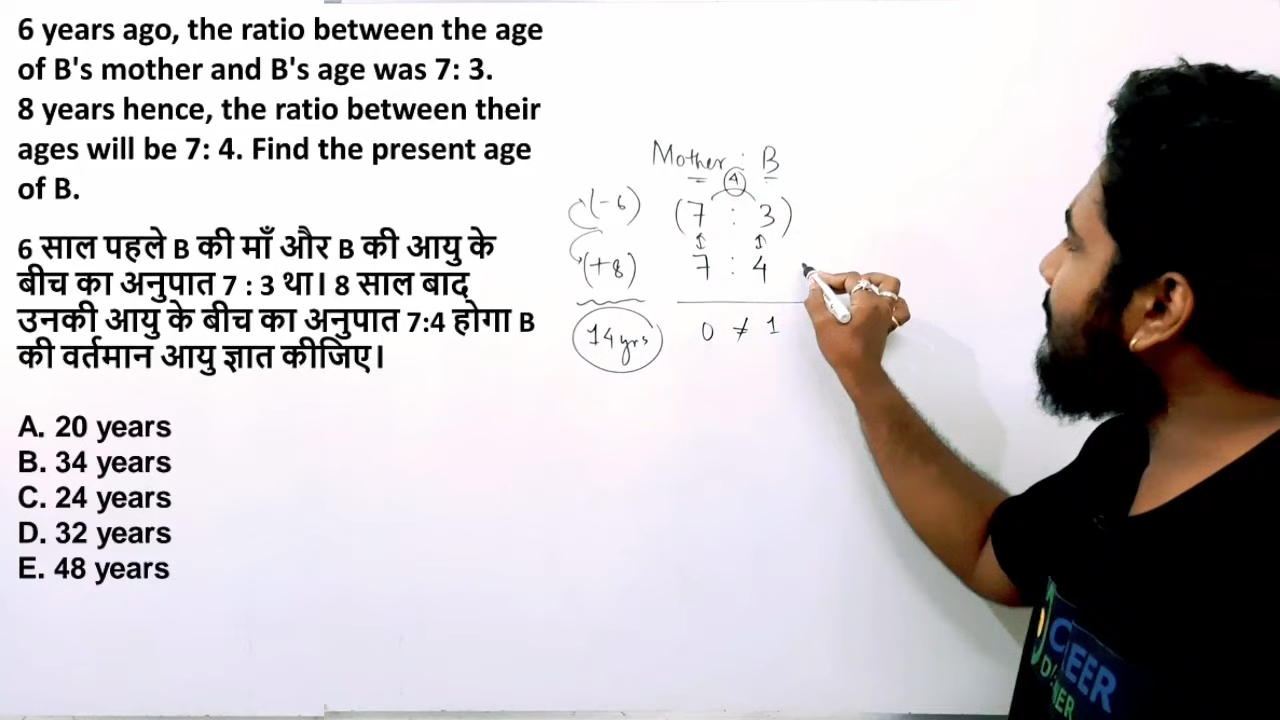 6 years ago, the ratio between the age
of B's mother and B's age was 7: 3.
8 years hence, the ratio between their
ages will be 7: 4. Find the present age
of B.
6 साल पहले B की माँ और B की आयु के
बीच का अनुपात 7 : 3 था। 8 साल बाद
उनकी आयु के बीच का अनुपात 7:4 होगा B
की वर्तमान आयु ज्ञात कीजिए।
A. 20 years
B. 34 years
C. 24 years
D. 32 years
E. 48 years
Mother : B
4
(-6) (7 : 3)
(+8) 7 : 4
14yrs 0 ≠ 1
CAREER